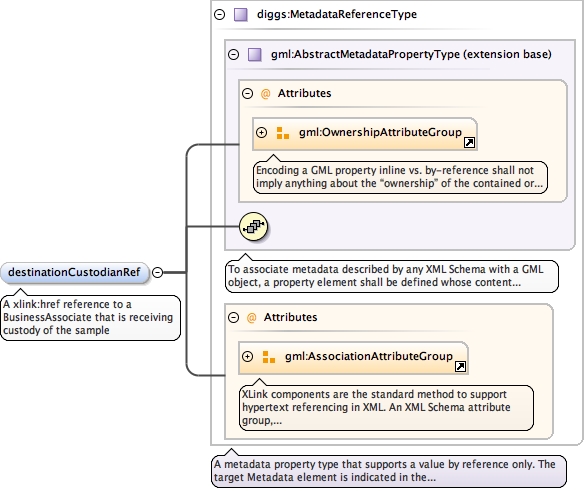 diggs:MetadataReferenceType
gml:AbstractMetadataPropertyType (extension base)
@ Attributes
gml:OwnershipAttributeGroup
Encoding a GML property inline vs. by-reference shall not
imply anything about the “ownership” of the contained or...
destinationCustodianRef
A xlink:href reference to a
BusinessAssociate that is receiving
custody of the sample
To associate metadata described by any XML Schema with a GML
object, a property element shall be defined whose content...
@ Attributes
gml:AssociationAttributeGroup
XLink components are the standard method to support
hypertext referencing in XML. An XML Schema attribute
group,...
A metadata property type that supports a value by reference only. The
target Metadata element is indicated in the...